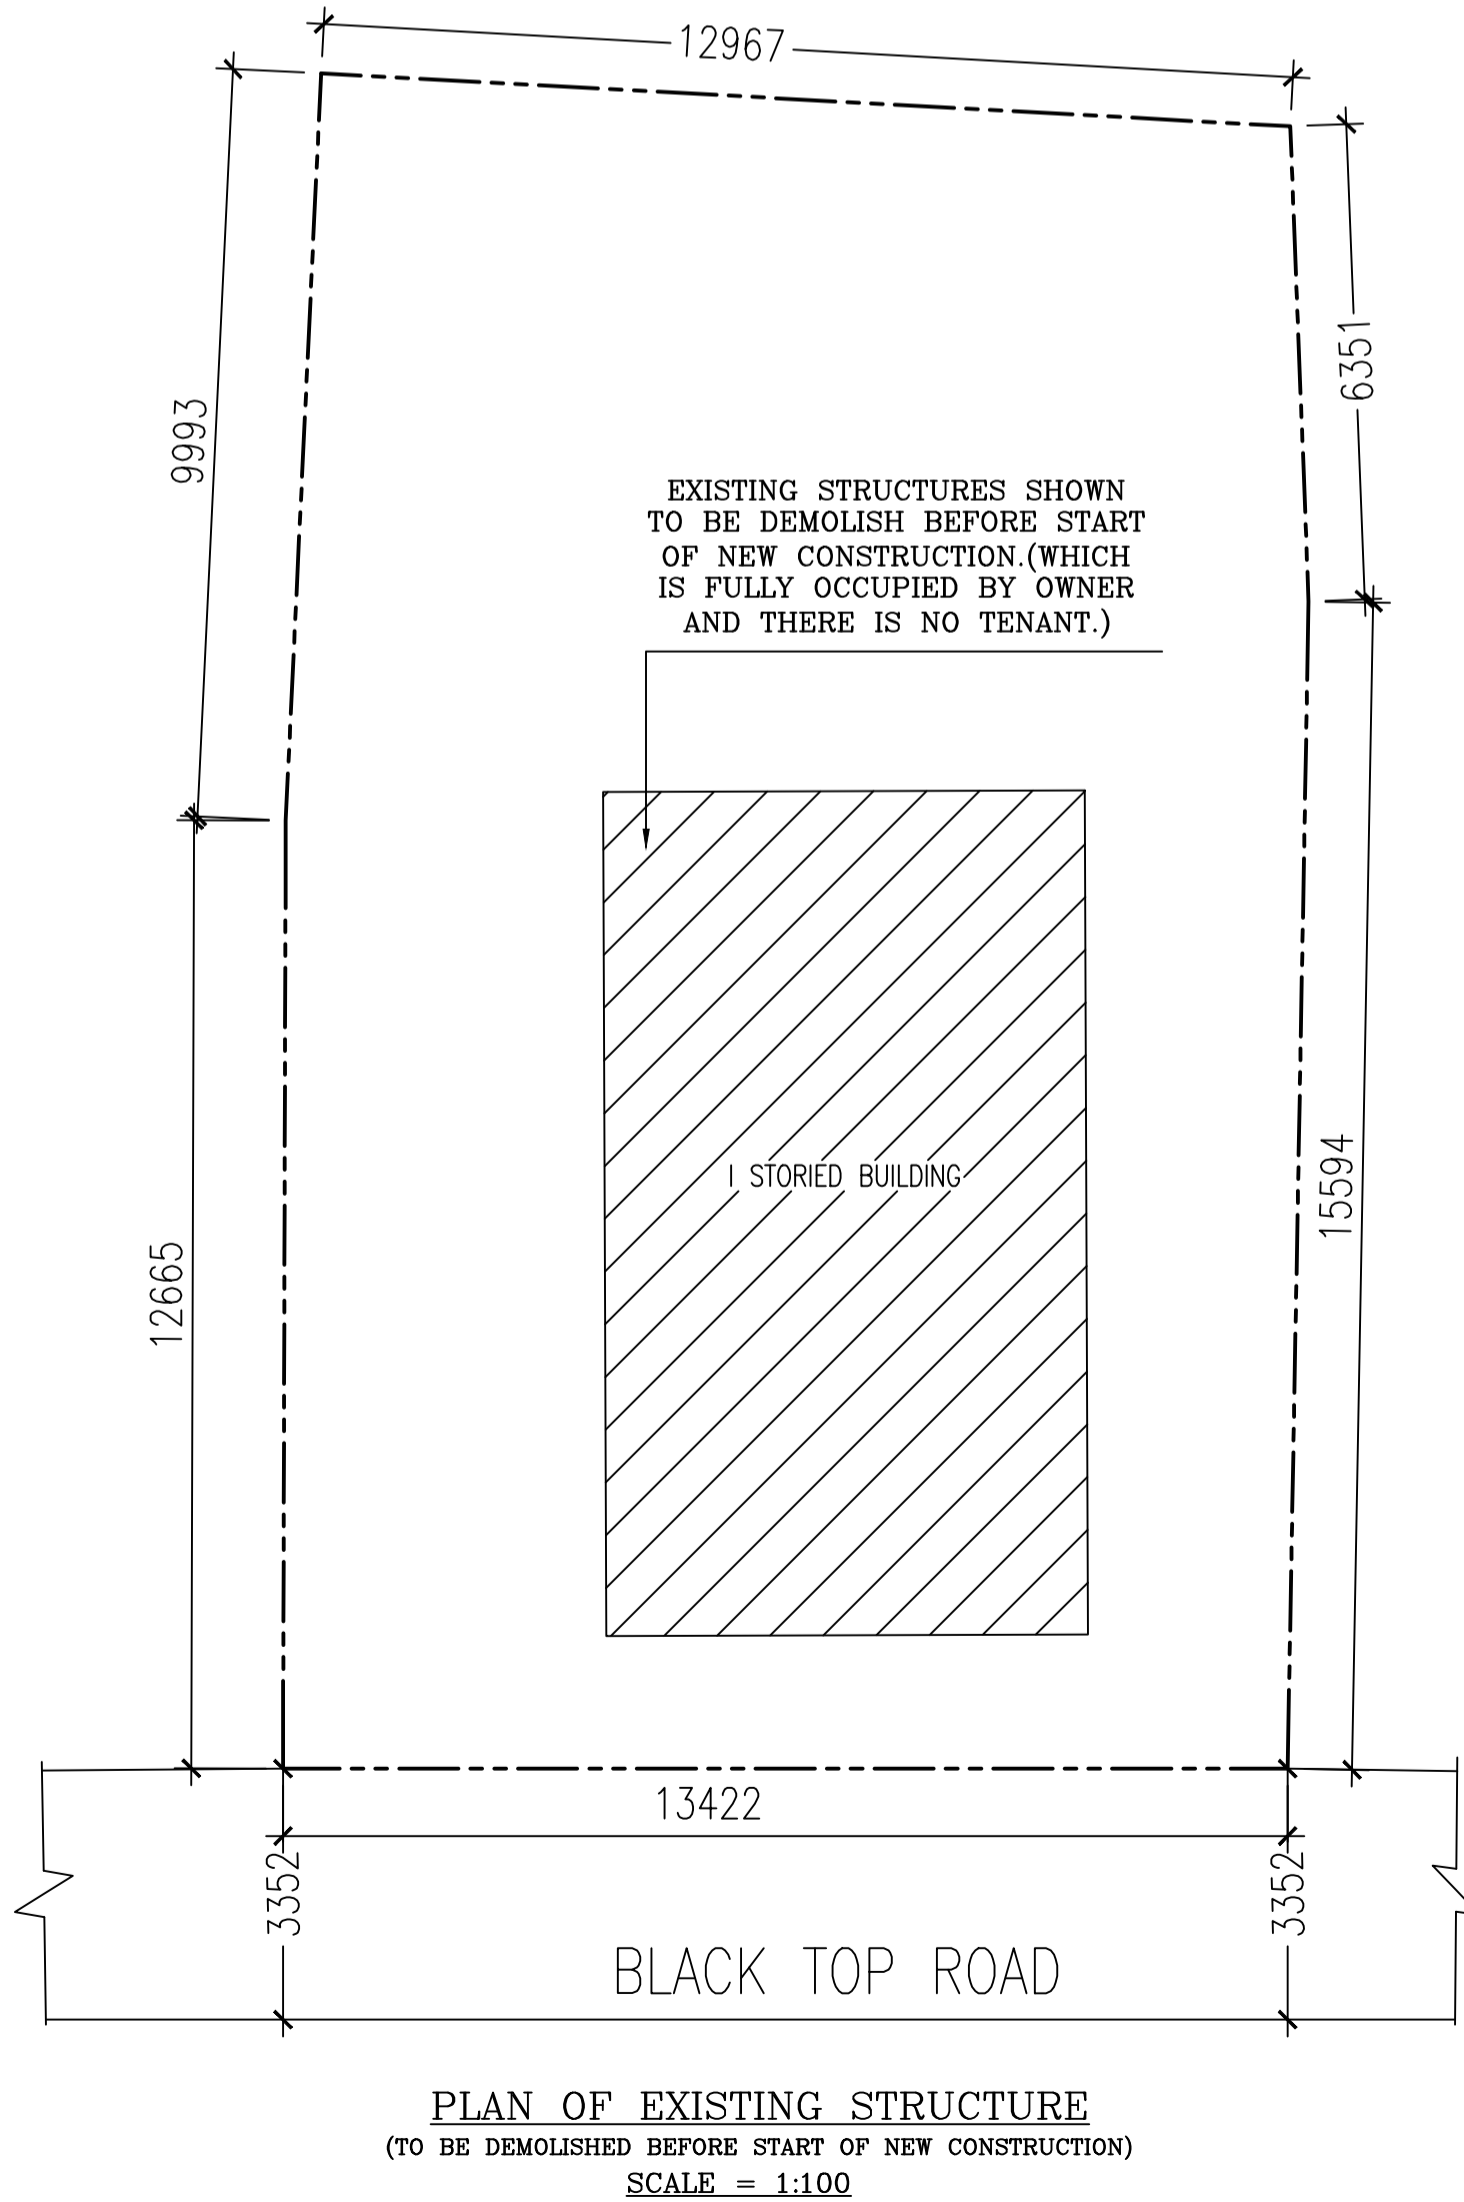 12967
9993
6351
EXISTING STRUCTURES SHOWN
TO BE DEMOLISH BEFORE START
OF NEW CONSTRUCTION.(WHICH
IS FULLY OCCUPIED BY OWNER
AND THERE IS NO TENANT.)
I STORIED BUILDING
15594
12665
13422
3352
3352
BLACK TOP ROAD
PLAN OF EXISTING STRUCTURE
(TO BE DEMOLISHED BEFORE START OF NEW CONSTRUCTION)
SCALE = 1:100